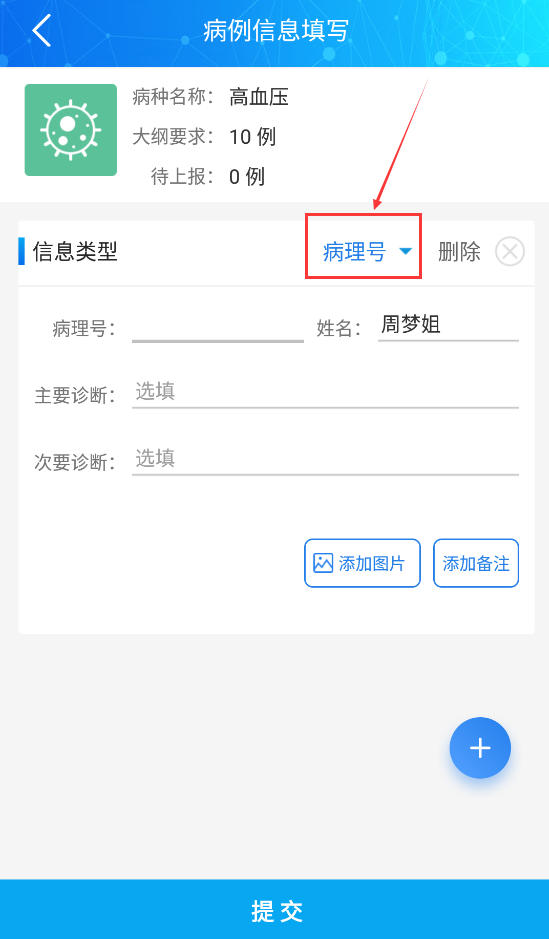 病例信息填写
病种名称： 高血压
大纲要求： 10 例
待上报： 0 例
信息类型 病理号 删除
病理号： 姓名： 周梦姐
主要诊断： 选填
次要诊断： 选填
添加图片 添加备注
提交